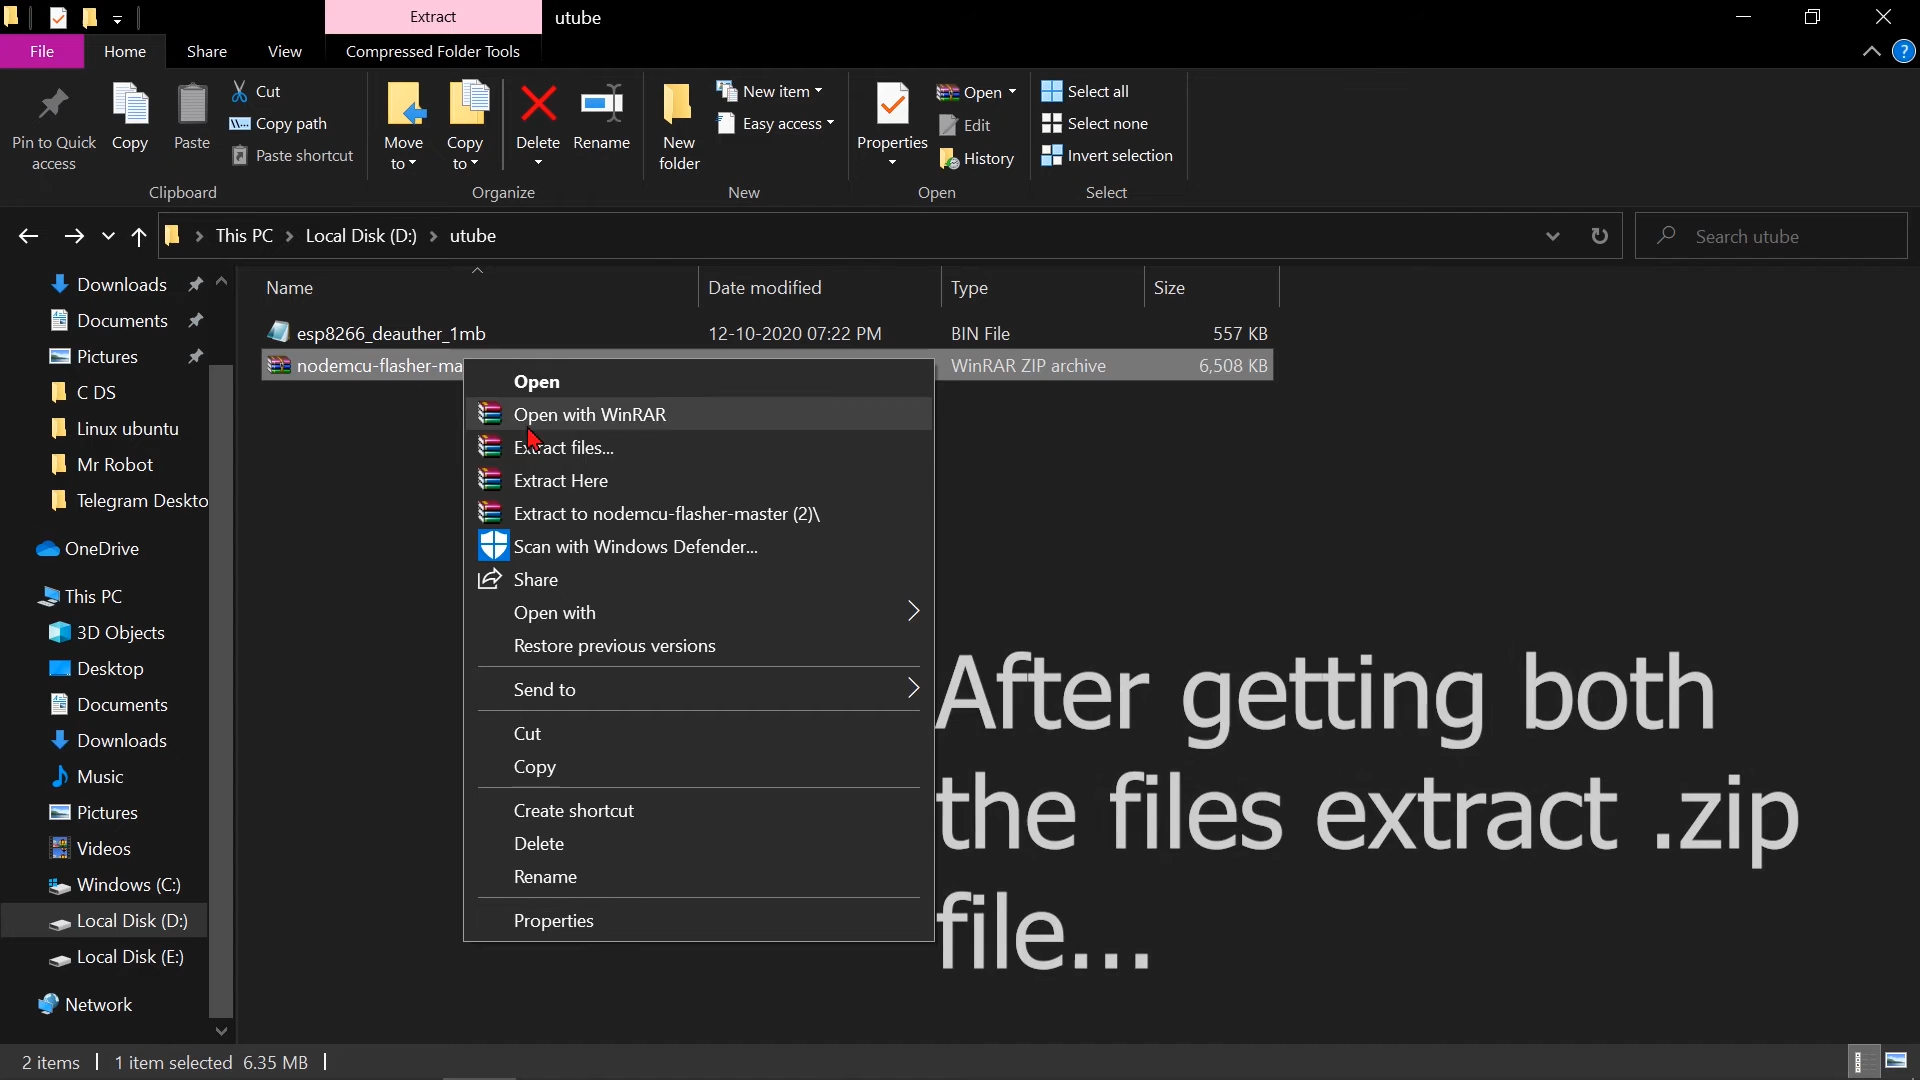 Extract
utube
File
Home
Share
View
Compressed Folder Tools
Pin to Quick
access
Copy
Paste
Cut
Copy path
Paste shortcut
Clipboard
Move
to
Copy
to
Delete
Rename
Organize
New
folder
New item
Easy access
New
Properties
Open
Edit
History
Open
Select all
Select none
Invert selection
Select
This PC
Local Disk (D:)
utube
Search utube
Downloads
Documents
Pictures
C DS
Linux ubuntu
Mr Robot
Telegram Deskto
OneDrive
This PC
3D Objects
Desktop
Documents
Downloads
Music
Pictures
Videos
Windows (C:)
Local Disk (D:)
Local Disk (E:)
Network
Name
Date modified
Type
Size
esp8266_deauther_1mb
12-10-2020 07:22 PM
BIN File
557 KB
nodemcu-flasher-ma
WinRAR ZIP archive
6,508 KB
Open
Open with WinRAR
Extract files...
Extract Here
Extract to nodemcu-flasher-master (2)\
Scan with Windows Defender...
Share
Open with
Restore previous versions
Send to
Cut
Copy
Create shortcut
Delete
Rename
Properties
After getting both
the files extract .zip
file...
2 items
1 item selected 6.35 MB